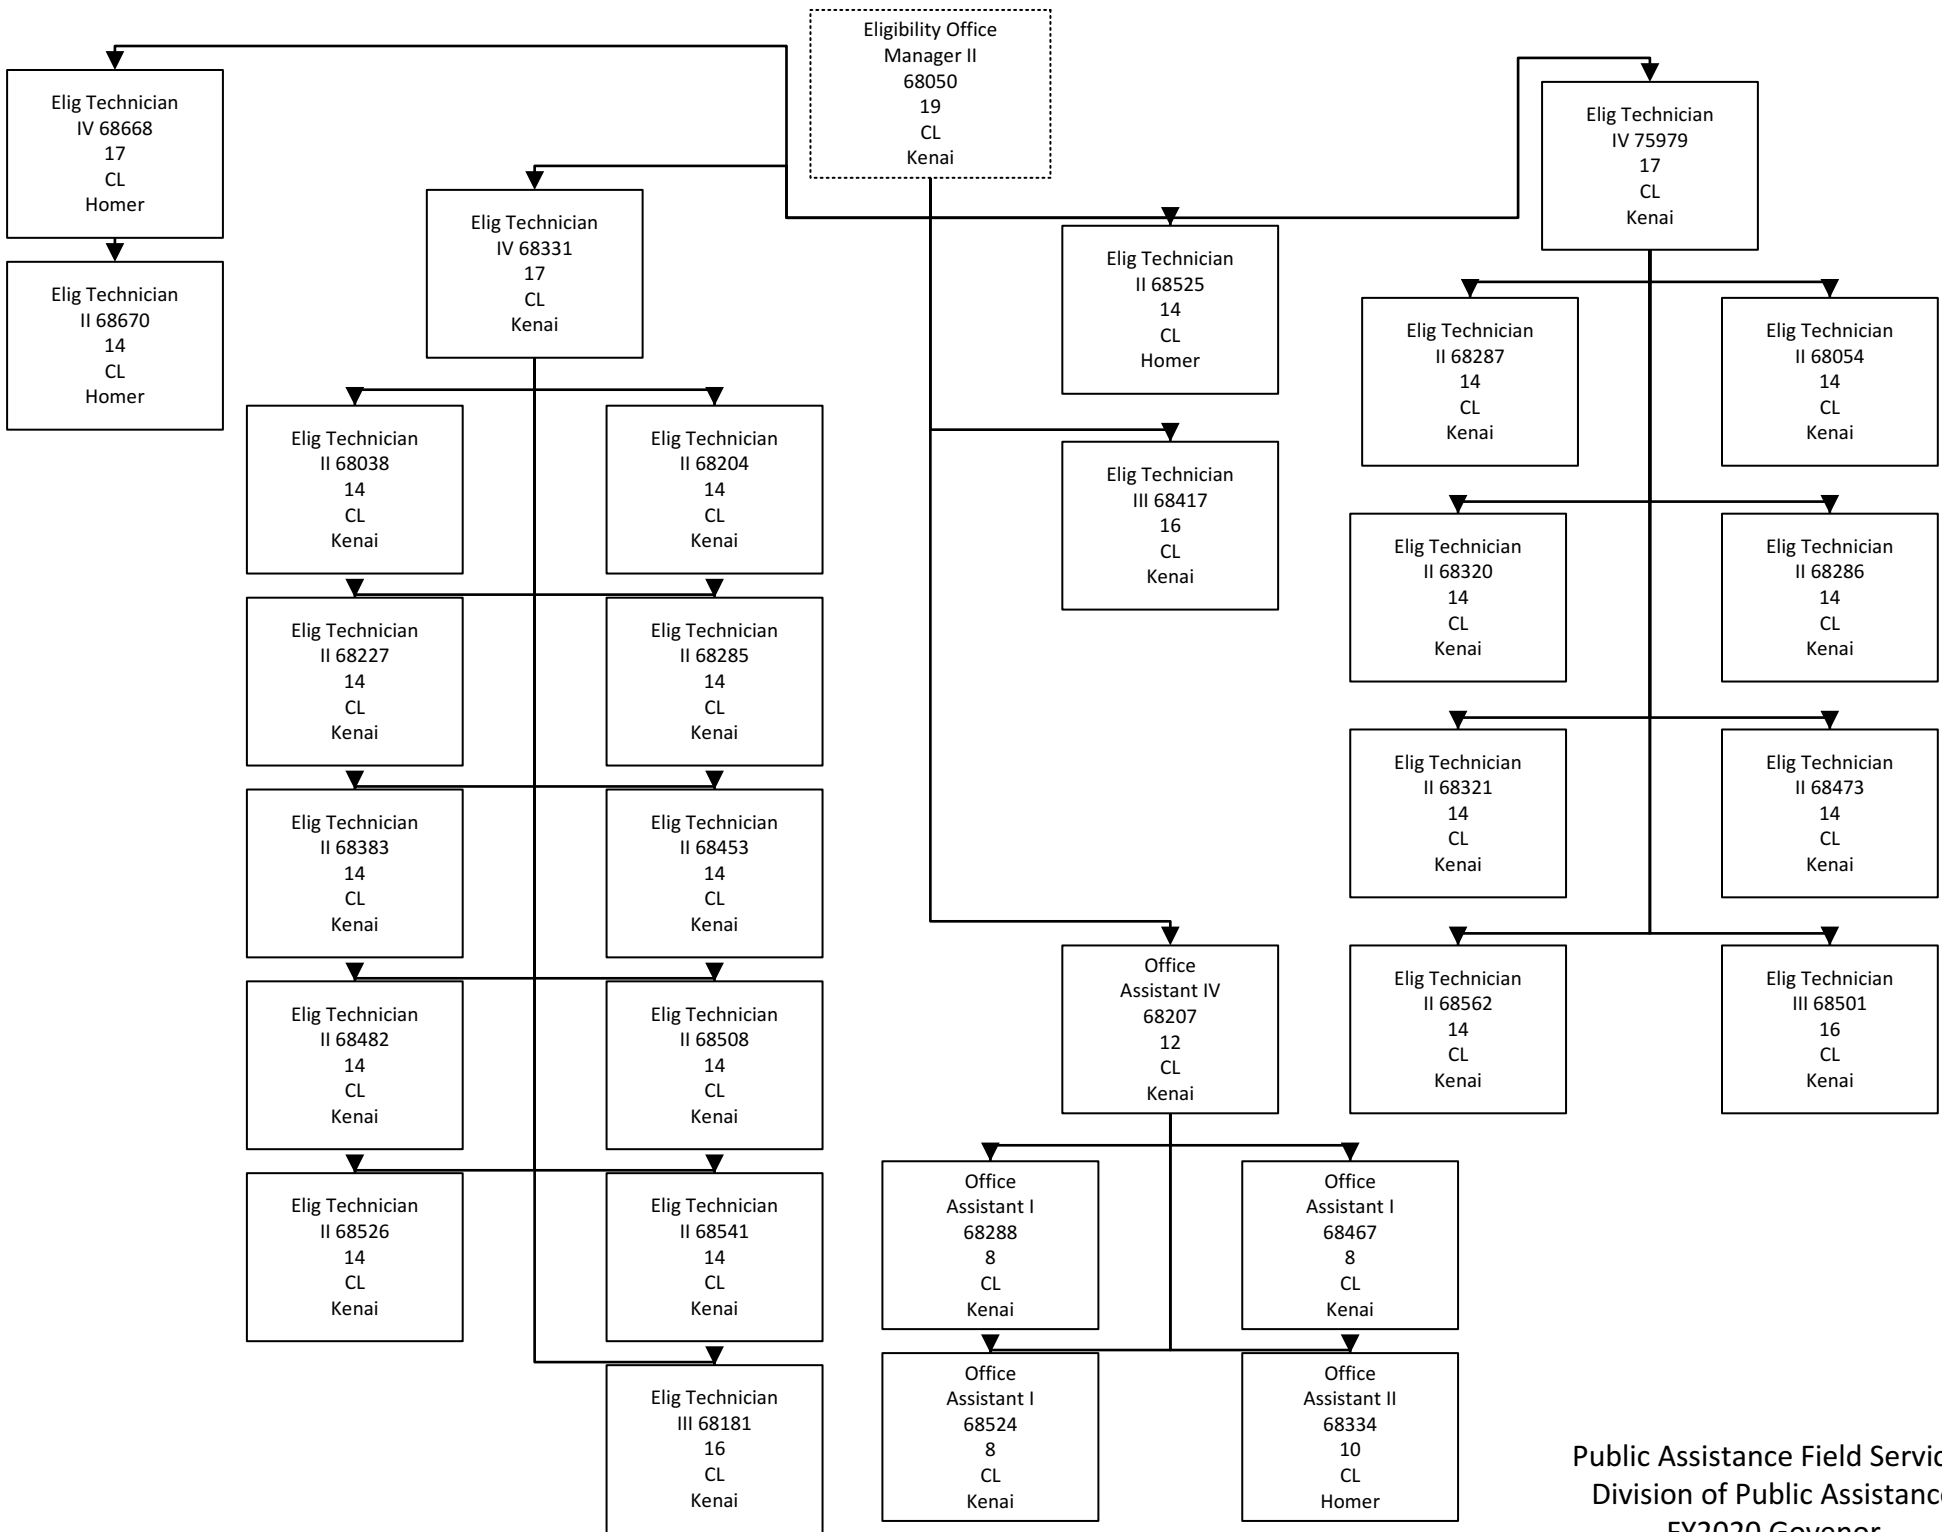 Eligibility Office
Manager II
68050
19
CL
Kenai
Elig Technician
IV 68668
17
CL
Homer
Elig Technician
II 68670
14
CL
Homer
Elig Technician
IV 68331
17
CL
Kenai
Elig Technician
II 68038
14
CL
Kenai
Elig Technician
II 68204
14
CL
Kenai
Elig Technician
II 68227
14
CL
Kenai
Elig Technician
II 68285
14
CL
Kenai
Elig Technician
II 68383
14
CL
Kenai
Elig Technician
II 68453
14
CL
Kenai
Elig Technician
II 68482
14
CL
Kenai
Elig Technician
II 68508
14
CL
Kenai
Elig Technician
II 68526
14
CL
Kenai
Elig Technician
II 68541
14
CL
Kenai
Elig Technician
III 68181
16
CL
Kenai
Elig Technician
II 68525
14
CL
Homer
Elig Technician
III 68417
16
CL
Kenai
Office
Assistant IV
68207
12
CL
Kenai
Office
Assistant I
68288
8
CL
Kenai
Office
Assistant I
68467
8
CL
Kenai
Office
Assistant I
68524
8
CL
Kenai
Office
Assistant II
68334
10
CL
Homer
Elig Technician
IV 75979
17
CL
Kenai
Elig Technician
II 68287
14
CL
Kenai
Elig Technician
II 68054
14
CL
Kenai
Elig Technician
II 68320
14
CL
Kenai
Elig Technician
II 68286
14
CL
Kenai
Elig Technician
II 68321
14
CL
Kenai
Elig Technician
II 68473
14
CL
Kenai
Elig Technician
II 68562
14
CL
Kenai
Elig Technician
III 68501
16
CL
Kenai
Public Assistance Field Servic
Division of Public Assistance
FY2020 Govenor